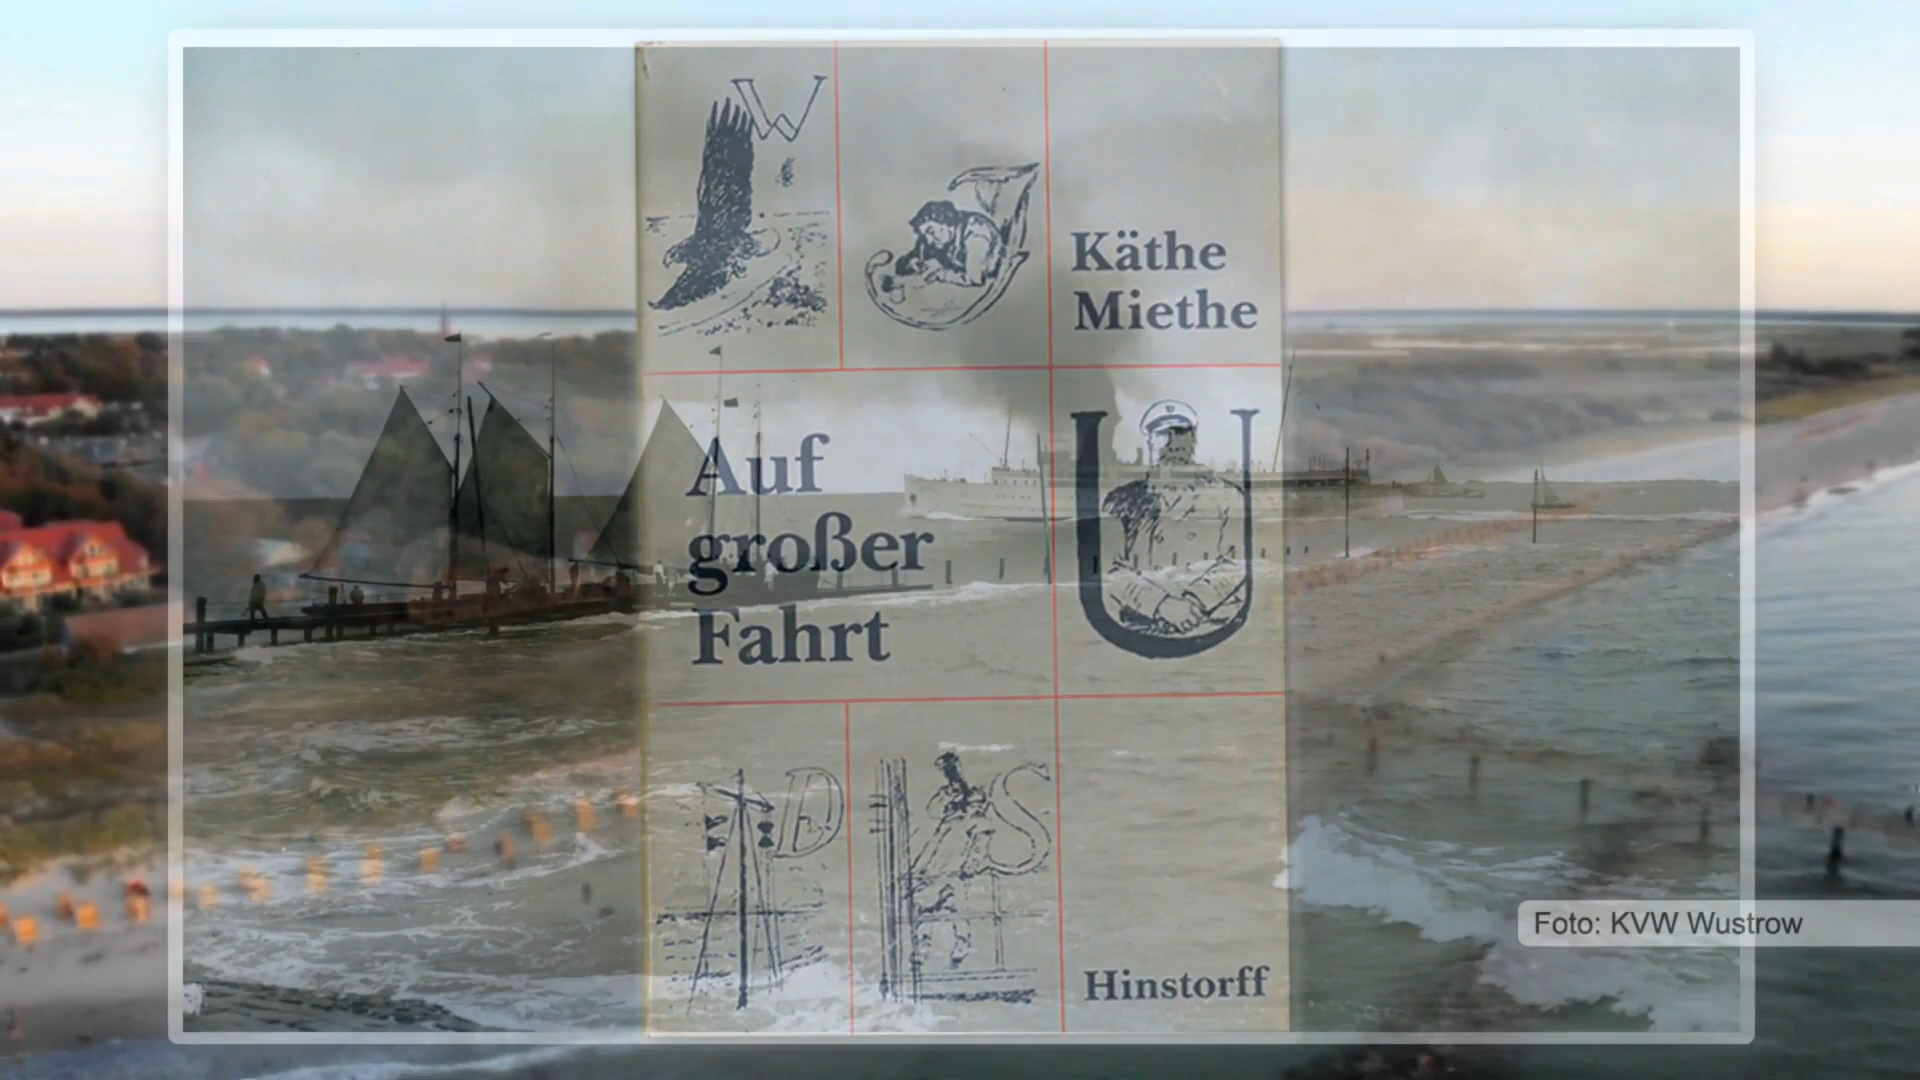 W
J
Käthe
Miethe
Auf
großer
Fahrt
U
D
S
Hinstorff
Foto: KVW Wustrow